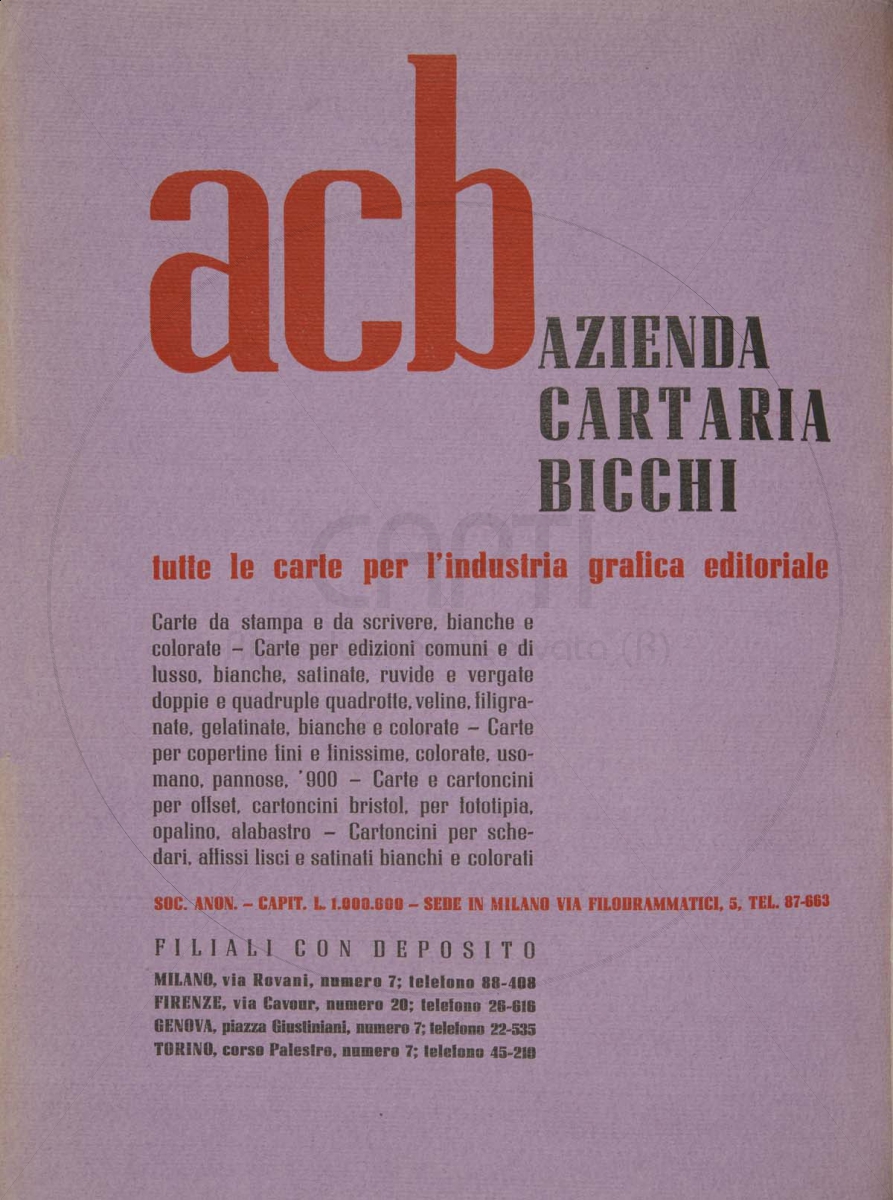 acb
AZIENDA
CARTARIA
BICCHI
tutte le carte per l'industria grafica editoriale
Carte da stampa e da scrivere, bianche e
colorate – Carte per edizioni comuni e di
lusso, bianche, satinate, ruvide e vergate
doppie e quadruple quadrotte, veline, filigra-
nate, gelatinate, bianche e colorate – Carte
per copertine fini e finissime, colorate, uso-
mano, pannose, '900 – Carte e cartoncini
per offset, cartoncini bristol, per fototipia,
opalino, alabastro – Cartoncini per sche-
dari, affissi lisci e satinati bianchi e colorati
SOC. ANON. – CAPIT. L. 1.000.000 – SEDE IN MILANO VIA FILODRAMMATICI, 5, TEL. 87-663
FILIALI CON DEPOSITO
MILANO, via Rovani, numero 7; telefono 88-408
FIRENZE, via Cavour, numero 20; telefono 26-616
GENOVA, piazza Giustiniani, numero 7; telefono 22-535
TORINO, corso Palestro, numero 7; telefono 45-219
CAPTI
(R)